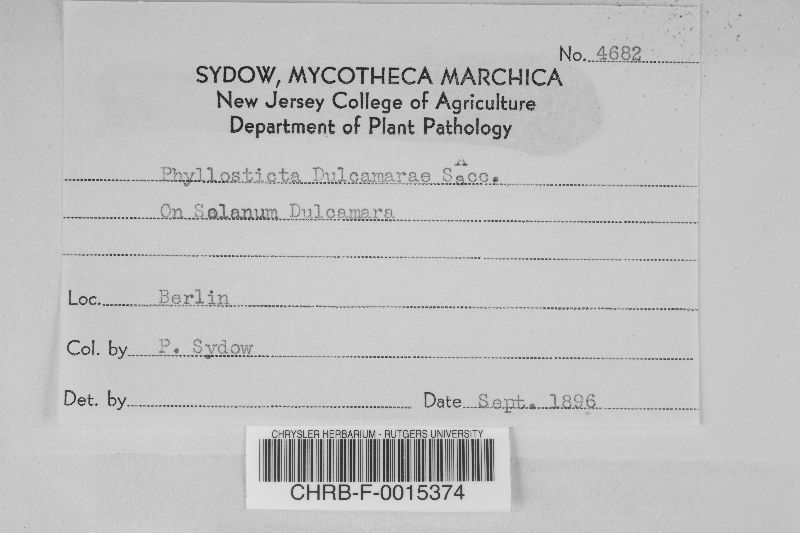 No. 4682
SYDOW, MYCOTHECA MARCHICA
New Jersey College of Agriculture
Department of Plant Pathology
Phyllosticta Dulcamarae Sacc.
On Solanum Dulcamara
Loc. Berlin
Col. by P. Sydow
Det. by
Date Sept. 1896
CHRYSLER HERBARIUM - RUTGERS UNIVERSITY
CHRB-F-0015374